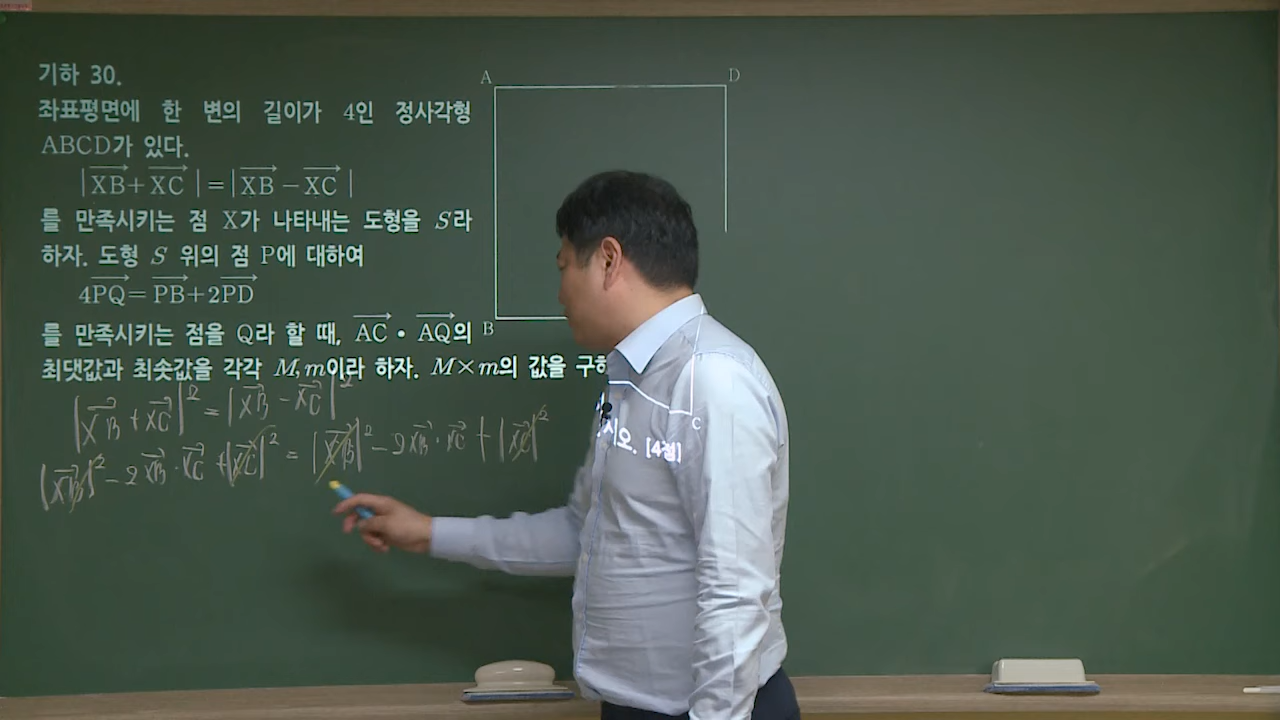 기하 30.
좌표평면에 한 변의 길이가 4인 정사각형
ABCD가 있다.
|XB+XC|=|XB-XC|
를 만족시키는 점 X가 나타내는 도형을 S라
하자. 도형 S 위의 점 P에 대하여
4PQ=PB+2PD
를 만족시키는 점을 Q라 할 때, AC•AQ의
최댓값과 최솟값을 각각 M, m이라 하자. M×m의 값을 구하
시오. [4점]
A
D
B
C
|XB+XC|²=|XB-XC|²
|XB|²-2XB·XC+|XC|²=|XB|²-2XB·XC+|XC|²